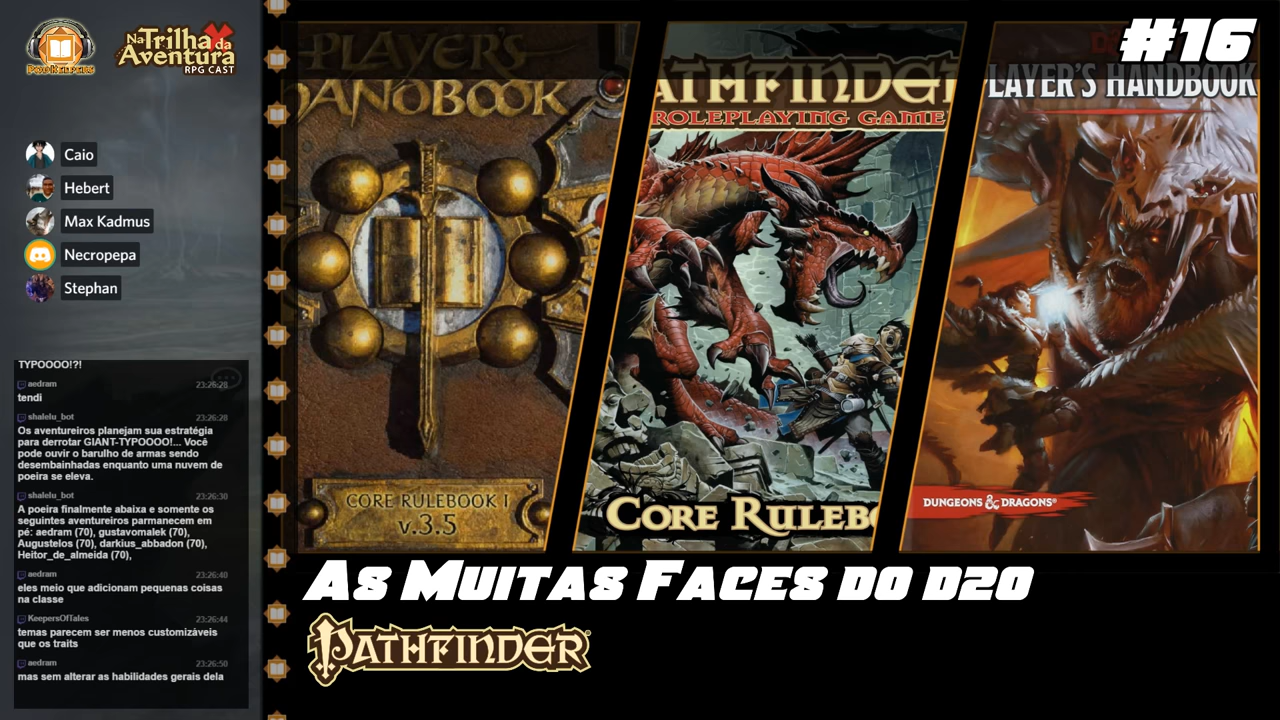 PodKeepers
Na Trilha da
Aventura
RPG CAST
Caio
Hebert
Max Kadmus
Necropepa
Stephan
TYPOOOO!?!
aedram 23:26:20
tendi
shalelu_bot 23:26:28
Os aventureiros planejam sua estratégia
para derrotar GIANT-TYPOOOO!... Você
pode ouvir o barulho de armas sendo
desembainhadas enquanto uma nuvem de
poeira se eleva.
shalelu_bot 23:26:30
A poeira finalmente abaixa e somente os
seguintes aventureiros parmanecem em
pé: aedram (70), gustavomalek (70),
Augustelos (70), darkius_abbadon (70),
Heitor_de_almeida (70),
aedram 23:26:40
eles meio que adicionam pequenas coisas
na classe
KeepersOfTales 23:26:44
temas parecem ser menos customizáveis
que os traits
aedram 23:26:50
mas sem alterar as habilidades gerais dela
PLAYER'S
HANDBOOK
CORE RULEBOOK I
v.3.5
PATHFINDER
ROLEPLAYING GAME
CORE RULEBO
#16
LAYER'S HANDBOOK
DUNGEONS & DRAGONS®
AS MUITAS FACES DO D20
PATHFINDER®